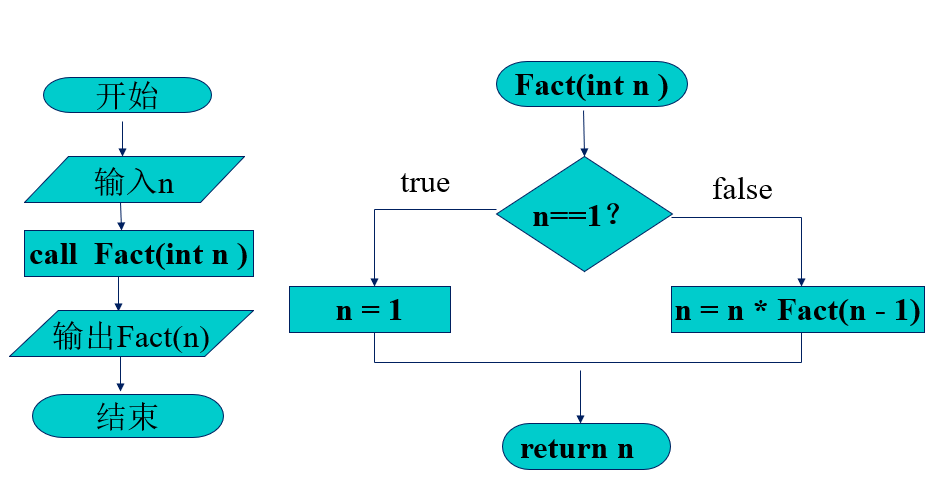 开始
输入n
call Fact(int n )
输出Fact(n)
结束
Fact(int n )
n==1？
true
false
n = 1
n = n * Fact(n - 1)
return n